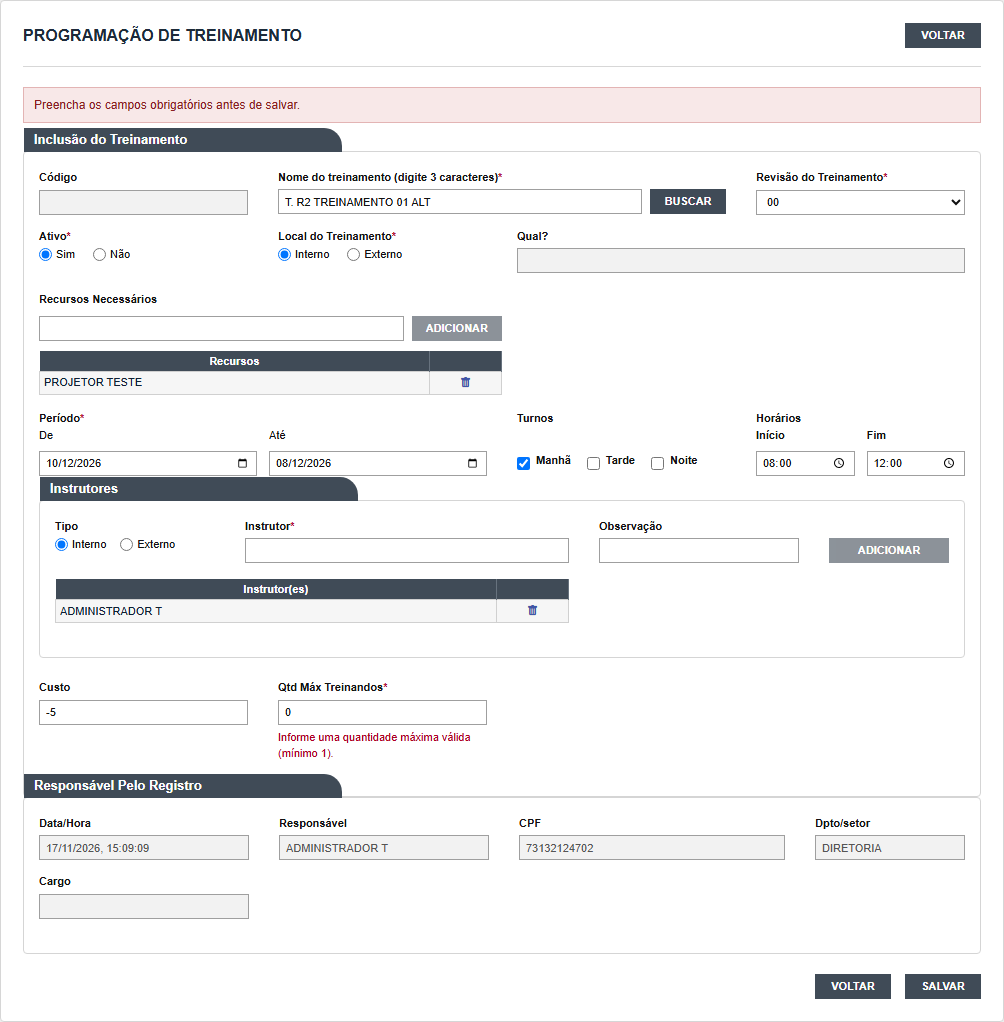 PROGRAMAÇÃO DE TREINAMENTO
VOLTAR
Preencha os campos obrigatórios antes de salvar.
Inclusão do Treinamento
Código
Nome do treinamento (digite 3 caracteres)*
Revisão do Treinamento*
T. R2 TREINAMENTO 01 ALT
BUSCAR
00
Ativo*
Local do Treinamento*
Qual?
Sim
Não
Interno
Externo
Recursos Necessários
ADICIONAR
Recursos
PROJETOR TESTE
Período*
Turnos
Horários
De
Até
Início
Fim
10/12/2026
08/12/2026
Manhã
Tarde
Noite
08:00
12:00
Instrutores
Tipo
Instrutor*
Observação
Interno
Externo
ADICIONAR
Instrutor(es)
ADMINISTRADOR T
Custo
Qtd Máx Treinandos*
-5
0
Informe uma quantidade máxima válida
(mínimo 1).
Responsável Pelo Registro
Data/Hora
Responsável
CPF
Dpto/setor
17/11/2026, 15:09:09
ADMINISTRADOR T
73132124702
DIRETORIA
Cargo
VOLTAR
SALVAR